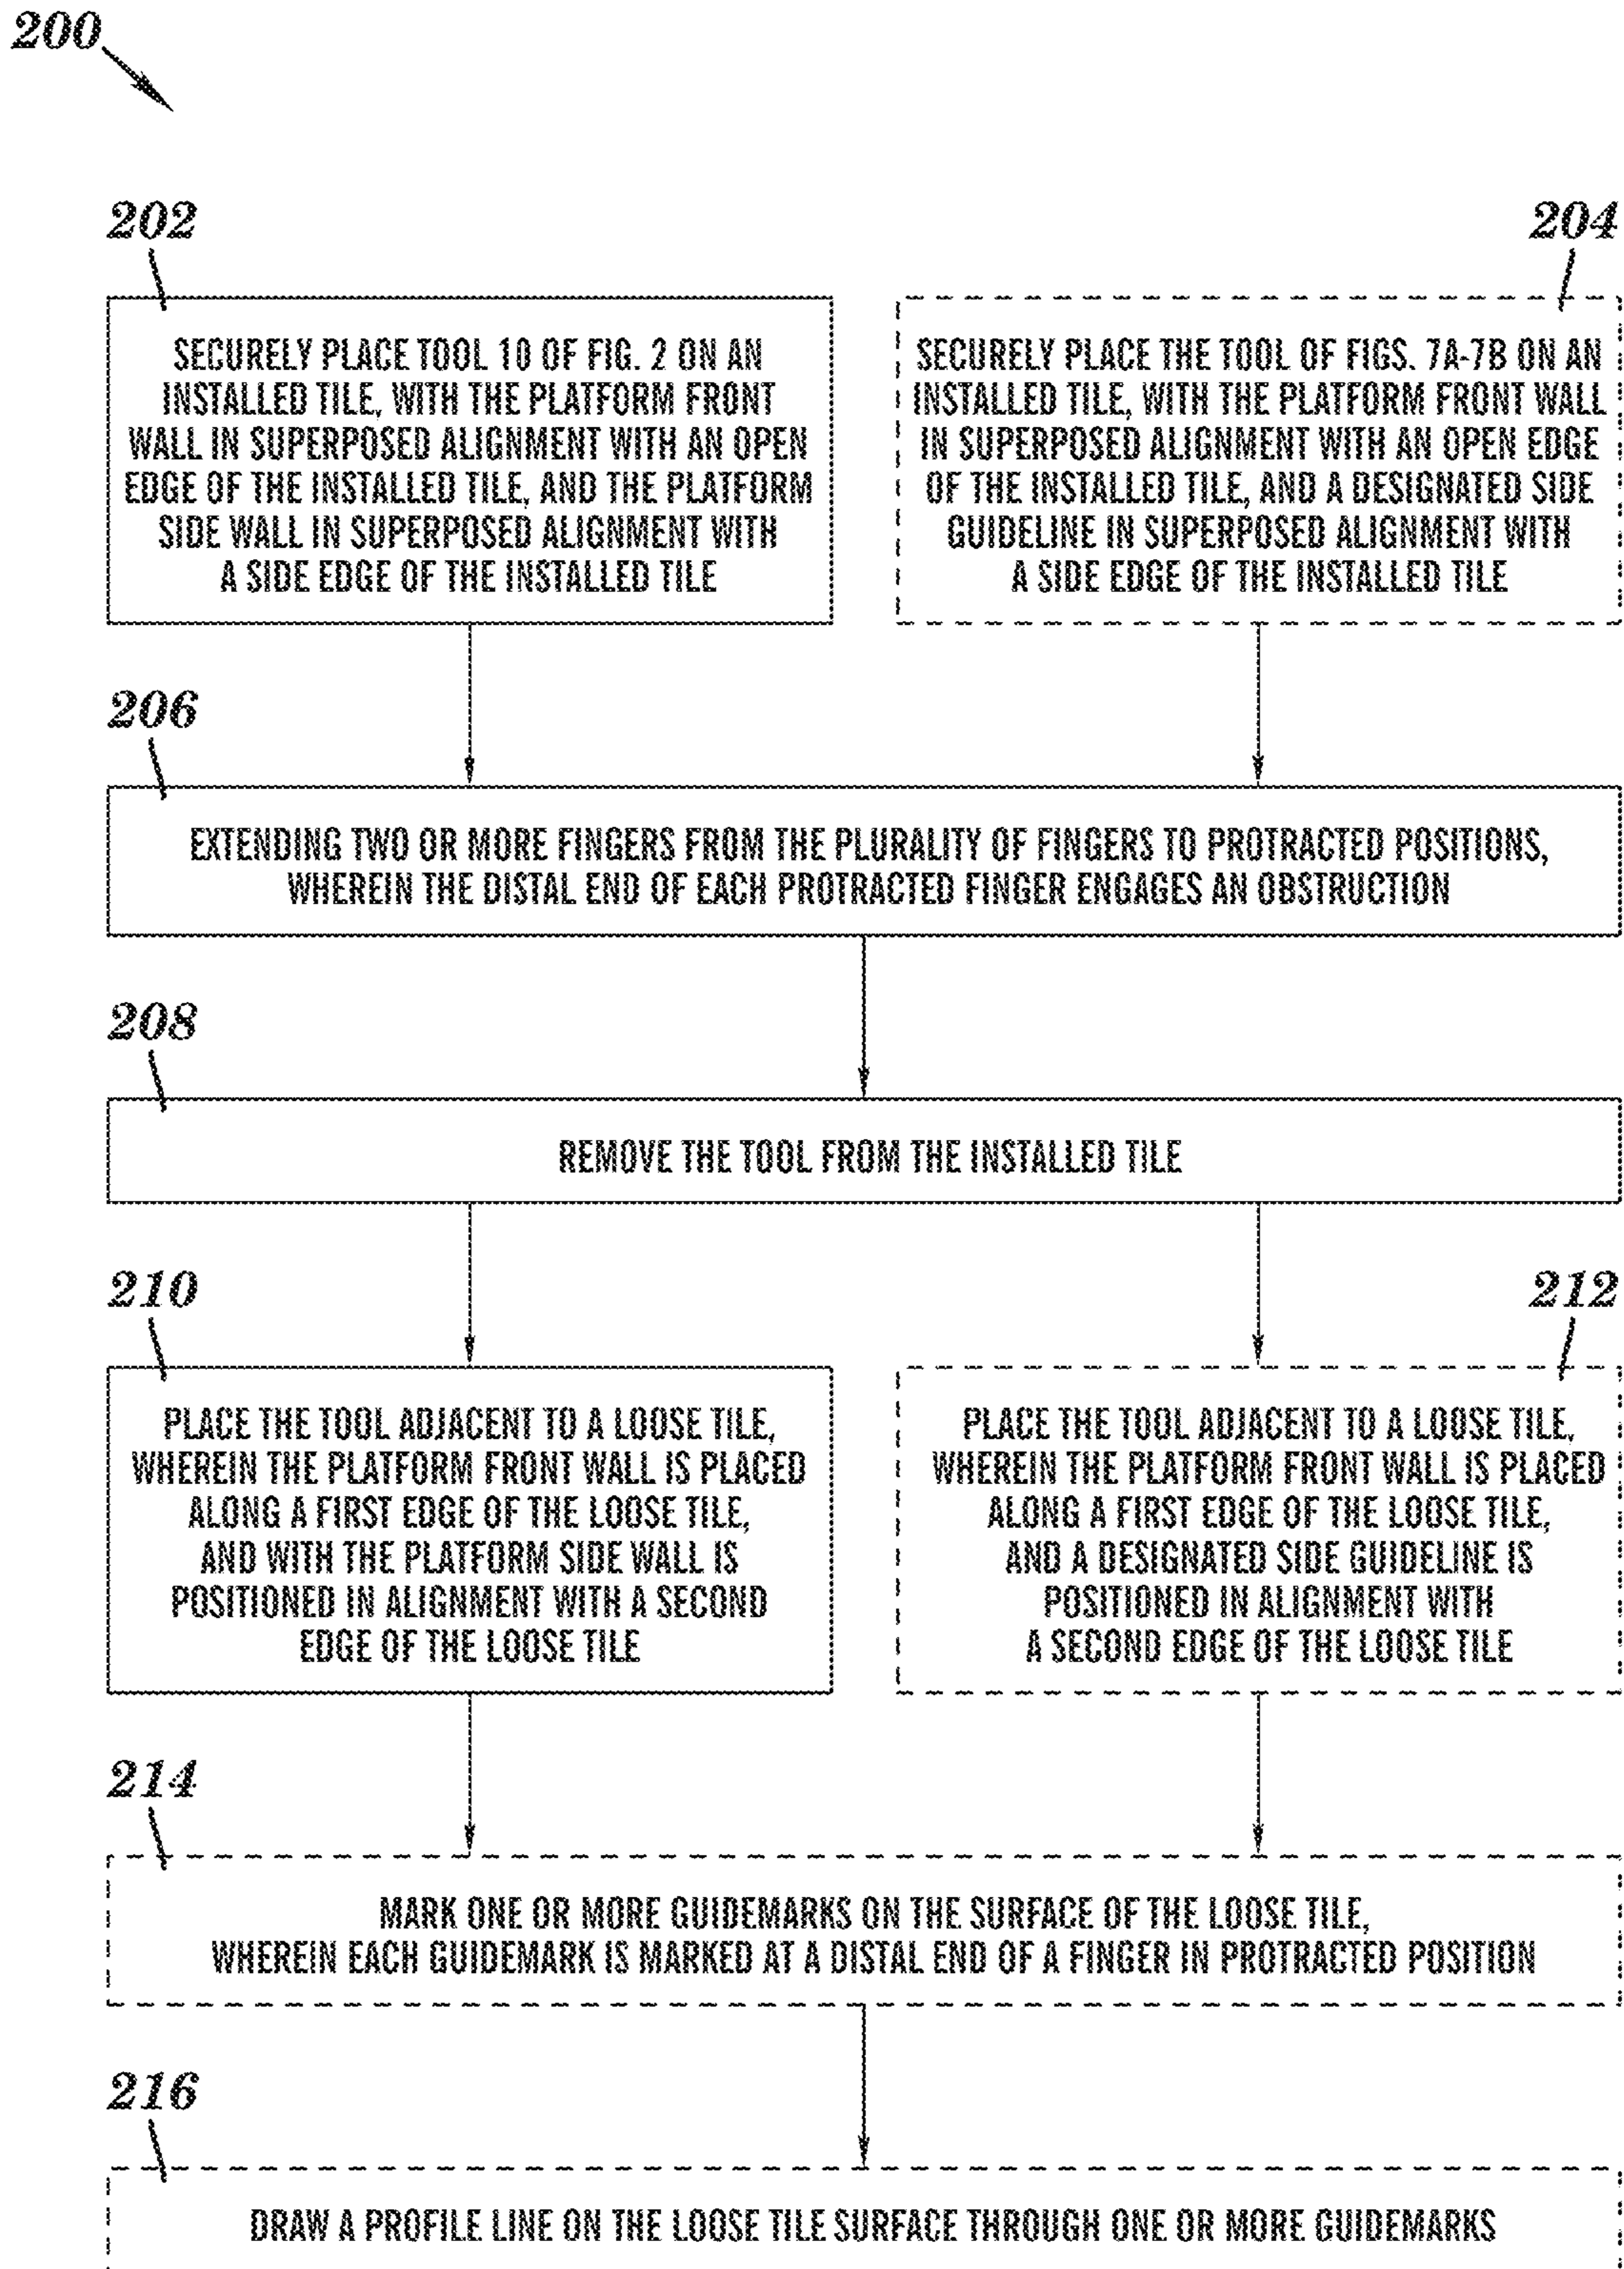 200
202
SECURELY PLACE TOOL 10 OF FIG. 2 ON AN
INSTALLED TILE, WITH THE PLATFORM FRONT
WALL IN SUPERPOSED ALIGNMENT WITH AN OPEN
EDGE OF THE INSTALLED TILE, AND THE PLATFORM
SIDE WALL IN SUPERPOSED ALIGNMENT WITH
A SIDE EDGE OF THE INSTALLED TILE
204
SECURELY PLACE THE TOOL OF FIGS. 7A-7B ON AN
INSTALLED TILE, WITH THE PLATFORM FRONT WALL
IN SUPERPOSED ALIGNMENT WITH AN OPEN EDGE
OF THE INSTALLED TILE, AND A DESIGNATED SIDE
GUIDELINE IN SUPERPOSED ALIGNMENT WITH
A SIDE EDGE OF THE INSTALLED TILE
206
EXTENDING TWO OR MORE FINGERS FROM THE PLURALITY OF FINGERS TO PROTRACTED POSITIONS,
WHEREIN THE DISTAL END OF EACH PROTRACTED FINGER ENGAGES AN OBSTRUCTION
208
REMOVE THE TOOL FROM THE INSTALLED TILE
210
PLACE THE TOOL ADJACENT TO A LOOSE TILE,
WHEREIN THE PLATFORM FRONT WALL IS PLACED
ALONG A FIRST EDGE OF THE LOOSE TILE,
AND WITH THE PLATFORM SIDE WALL IS
POSITIONED IN ALIGNMENT WITH A SECOND
EDGE OF THE LOOSE TILE
212
PLACE THE TOOL ADJACENT TO A LOOSE TILE,
WHEREIN THE PLATFORM FRONT WALL IS PLACED
ALONG A FIRST EDGE OF THE LOOSE TILE,
AND A DESIGNATED SIDE GUIDELINE IS
POSITIONED IN ALIGNMENT WITH
A SECOND EDGE OF THE LOOSE TILE
214
MARK ONE OR MORE GUIDEMARKS ON THE SURFACE OF THE LOOSE TILE,
WHEREIN EACH GUIDEMARK IS MARKED AT A DISTAL END OF A FINGER IN PROTRACTED POSITION
216
DRAW A PROFILE LINE ON THE LOOSE TILE SURFACE THROUGH ONE OR MORE GUIDEMARKS